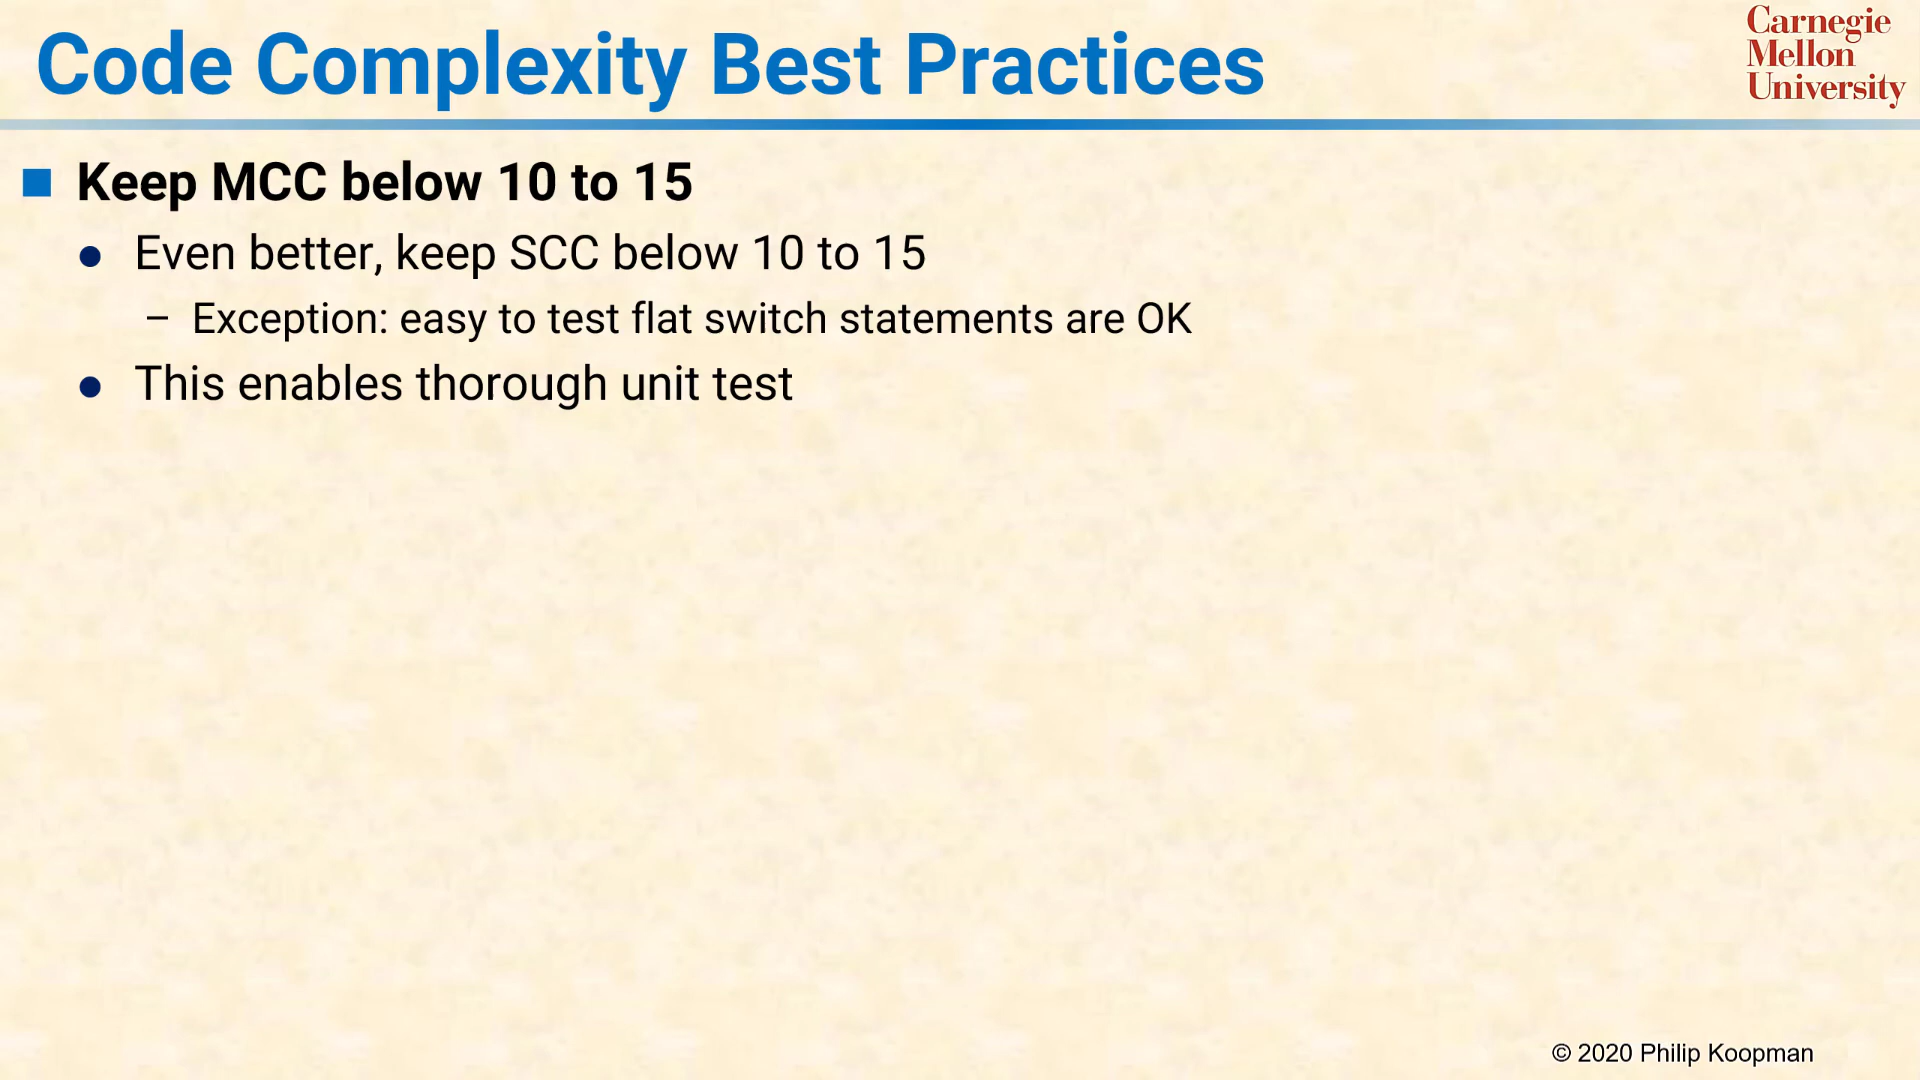 Code Complexity Best Practices
Carnegie
Mellon
University
Keep MCC below 10 to 15
Even better, keep SCC below 10 to 15
– Exception: easy to test flat switch statements are OK
This enables thorough unit test
© 2020 Philip Koopman